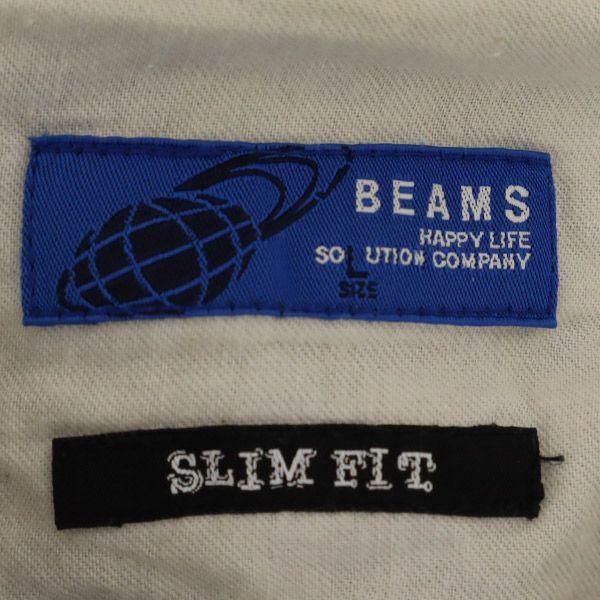 BEAMS
HAPPY LIFE
SOLUTION COMPANY
SIZE
SLIM FIT